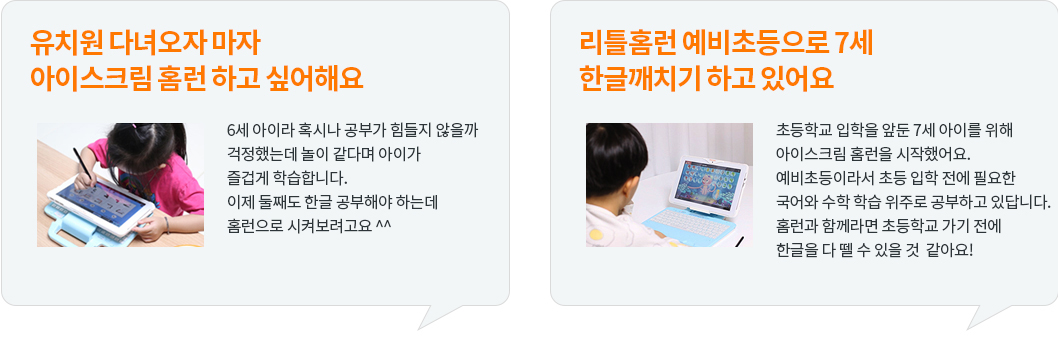 유치원 다녀오자 마자
아이스크림 홈런 하고 싶어해요
6세 아이라 혹시나 공부가 힘들지 않을까
걱정했는데 놀이 같다며 아이가
즐겁게 학습합니다.
이제 둘째도 한글 공부해야 하는데
홈런으로 시켜보려고요 ^^
리틀홈런 예비초등으로 7세
한글깨치기 하고 있어요
초등학교 입학을 앞둔 7세 아이를 위해
아이스크림 홈런을 시작했어요.
예비초등이라서 초등 입학 전에 필요한
국어와 수학 학습 위주로 공부하고 있답니다.
홈런과 함께라면 초등학교 가기 전에
한글을 다 뗄 수 있을 것 같아요!